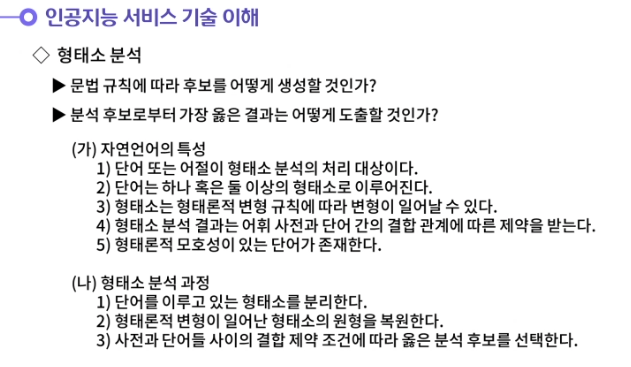 인공지능 서비스 기술 이해
◇ 형태소 분석
▶ 문법 규칙에 따라 후보를 어떻게 생성할 것인가?
▶ 분석 후보로부터 가장 옳은 결과는 어떻게 도출할 것인가?
(가) 자연언어의 특성
1) 단어 또는 어절이 형태소 분석의 처리 대상이다.
2) 단어는 하나 혹은 둘 이상의 형태소로 이루어진다.
3) 형태소는 형태론적 변형 규칙에 따라 변형이 일어날 수 있다.
4) 형태소 분석 결과는 어휘 사전과 단어 간의 결합 관계에 따른 제약을 받는다.
5) 형태론적 모호성이 있는 단어가 존재한다.
(나) 형태소 분석 과정
1) 단어를 이루고 있는 형태소를 분리한다.
2) 형태론적 변형이 일어난 형태소의 원형을 복원한다.
3) 사전과 단어들 사이의 결합 제약 조건에 따라 옳은 분석 후보를 선택한다.